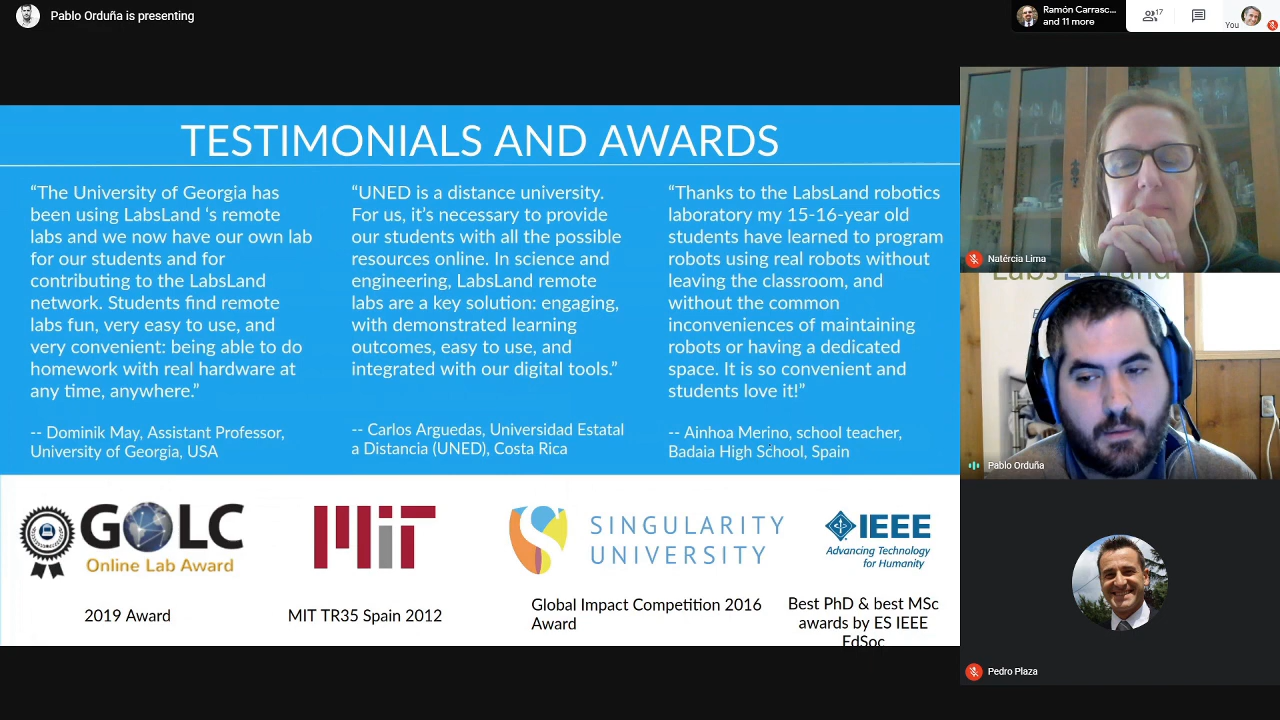 Pablo Orduña is presenting
Ramón Carrasc...
and 11 more
17
You
TESTIMONIALS AND AWARDS
“The University of Georgia has
been using LabsLand ‘s remote
labs and we now have our own lab
for our students and for
contributing to the LabsLand
network. Students find remote
labs fun, very easy to use, and
very convenient: being able to do
homework with real hardware at
any time, anywhere.”
-- Dominik May, Assistant Professor,
University of Georgia, USA
“UNED is a distance university.
For us, it’s necessary to provide
our students with all the possible
resources online. In science and
engineering, LabsLand remote
labs are a key solution: engaging,
with demonstrated learning
outcomes, easy to use, and
integrated with our digital tools.”
-- Carlos Arguedas, Universidad Estatal
a Distancia (UNED), Costa Rica
“Thanks to the LabsLand robotics
laboratory my 15-16-year old
students have learned to program
robots using real robots without
leaving the classroom, and
without the common
inconveniences of maintaining
robots or having a dedicated
space. It is so convenient and
students love it!”
-- Ainhoa Merino, school teacher,
Badaia High School, Spain
GOLC
Online Lab Award
2019 Award
MIT
MIT TR35 Spain 2012
SINGULARITY
UNIVERSITY
Global Impact Competition 2016
Award
IEEE
Advancing Technology
for Humanity
Best PhD & best MSc
awards by ES IEEE
EdSoc
Natércia Lima
LabsLand
Pablo Orduña
Pedro Plaza